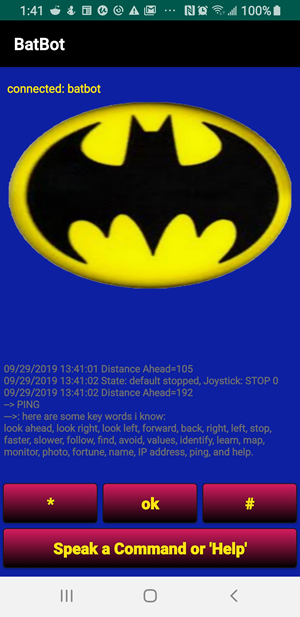 1:41 100%
BatBot
connected: batbot
09/29/2019 13:41:01 Distance Ahead=105
09/29/2019 13:41:02 State: default stopped, Joystick: STOP 0
09/29/2019 13:41:02 Distance Ahead=192
--> PING
—>: here are some key words i know:
look ahead, look right, look left, forward, back, right, left, stop,
faster, slower, follow, find, avoid, values, identify, learn, map,
monitor, photo, fortune, name, IP address, ping, and help.
* ok #
Speak a Command or 'Help'